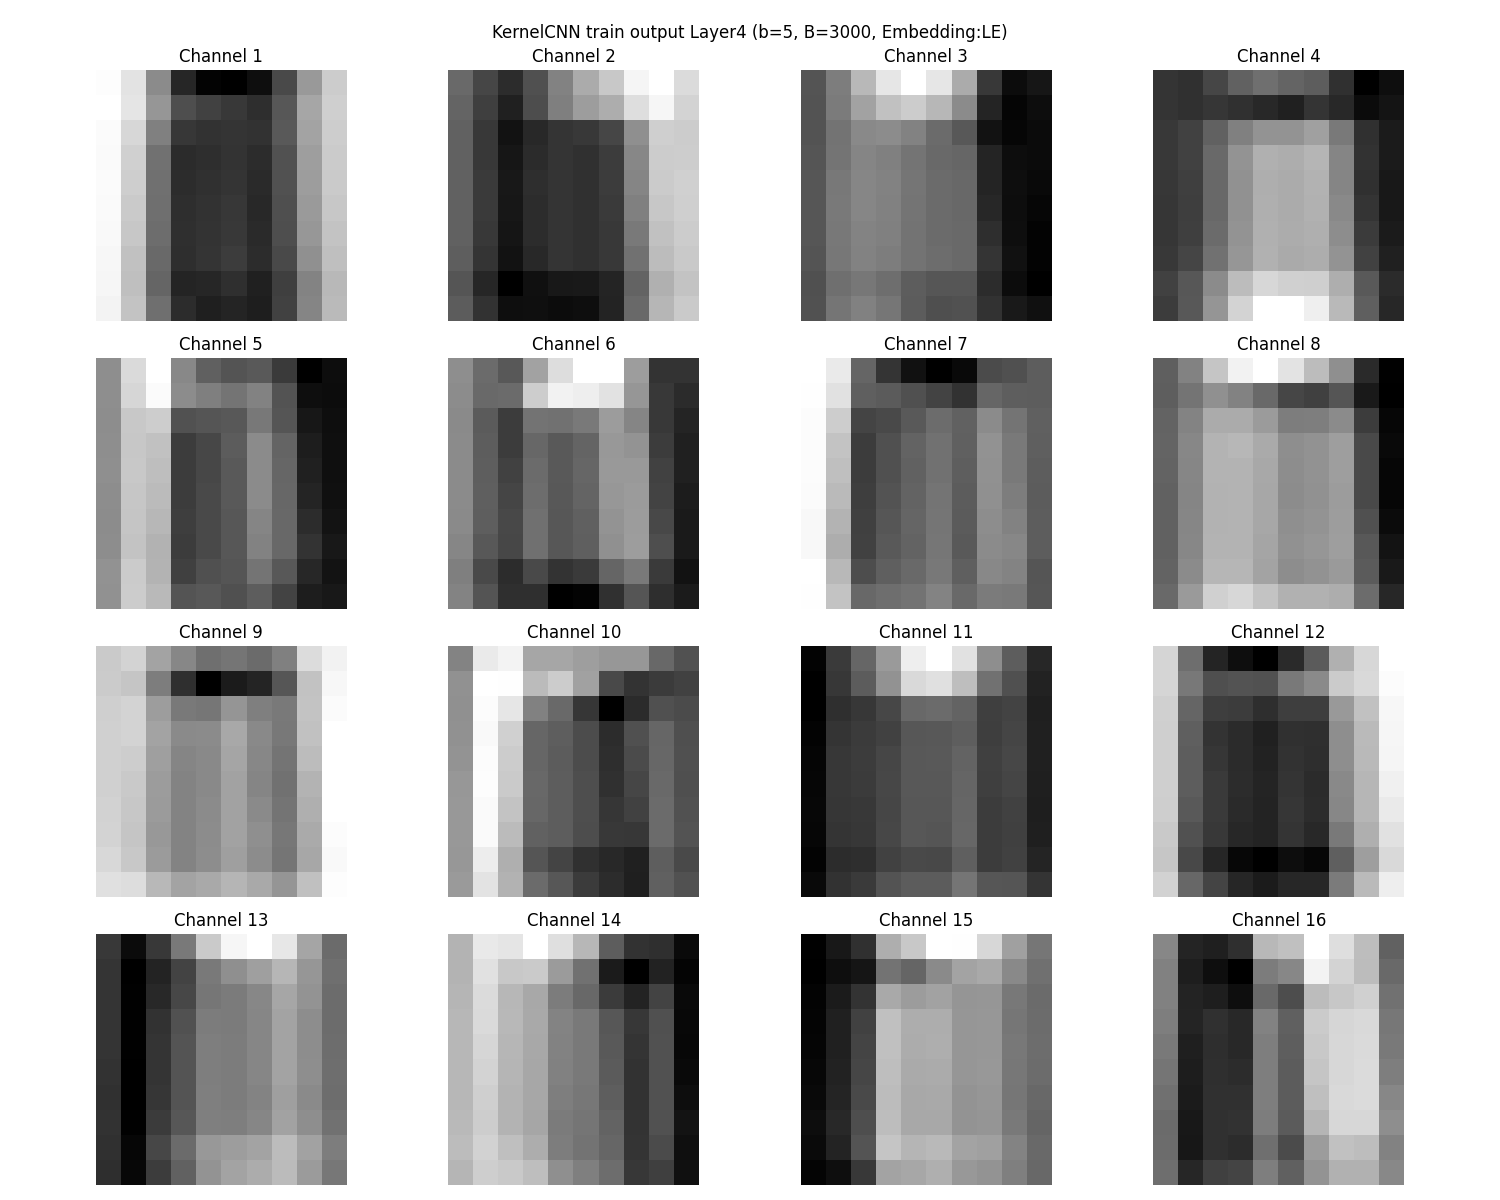 KernelCNN train output Layer4 (b=5, B=3000, Embedding:LE)
Channel 1
Channel 2
Channel 3
Channel 4
Channel 5
Channel 6
Channel 7
Channel 8
Channel 9
Channel 10
Channel 11
Channel 12
Channel 13
Channel 14
Channel 15
Channel 16